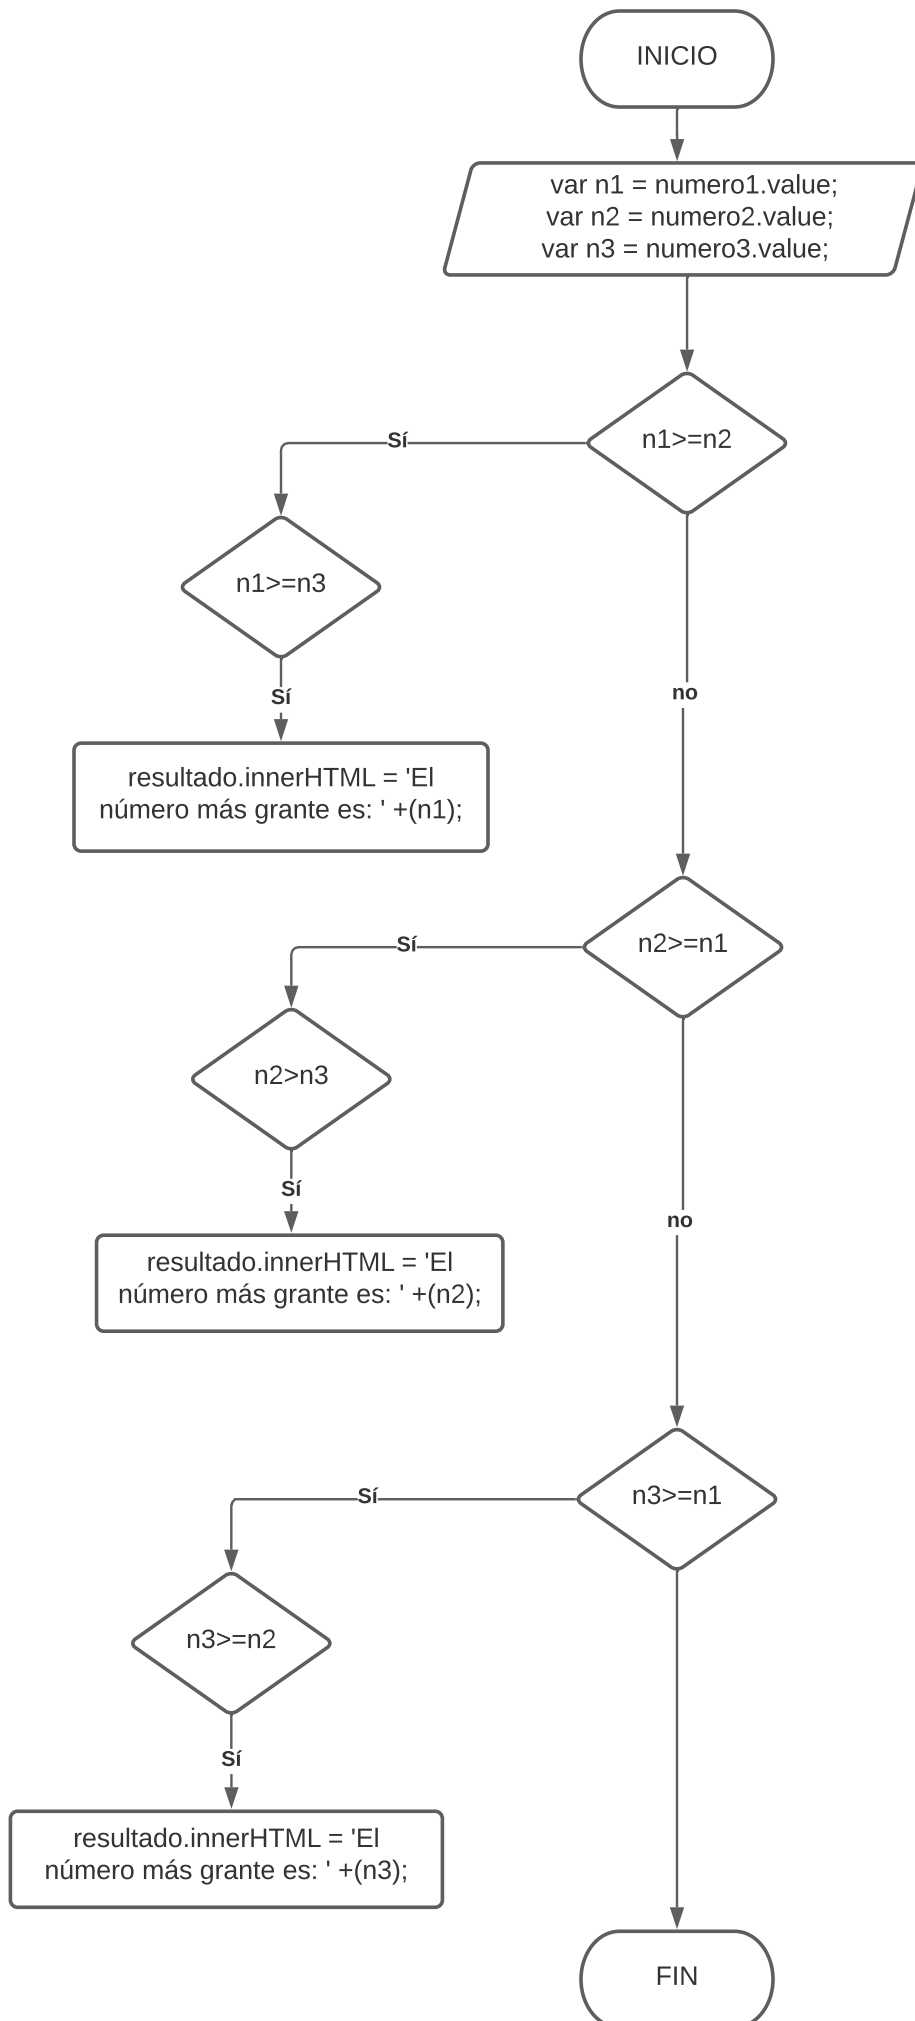 INICIO
var n1 = numero1.value;
var n2 = numero2.value;
var n3 = numero3.value;
n1>=n2
Sí
n1>=n3
Sí
no
resultado.innerHTML = 'El
número más grante es: ' +(n1);
n2>=n1
Sí
n2>n3
Sí
no
resultado.innerHTML = 'El
número más grante es: ' +(n2);
n3>=n1
Sí
n3>=n2
Sí
resultado.innerHTML = 'El
número más grante es: ' +(n3);
FIN